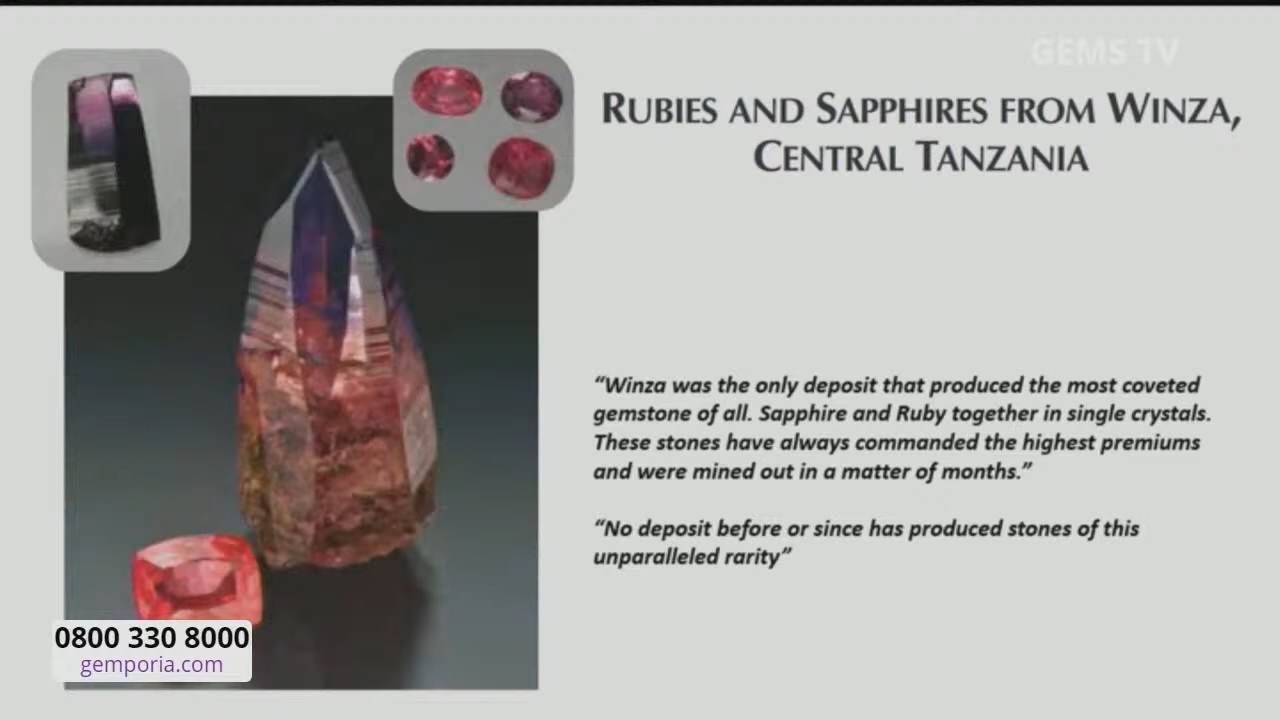 GEMS TV
RUBIES AND SAPPHIRES FROM WINZA,
CENTRAL TANZANIA
“Winza was the only deposit that produced the most coveted
gemstone of all. Sapphire and Ruby together in single crystals.
These stones have always commanded the highest premiums
and were mined out in a matter of months.”
“No deposit before or since has produced stones of this
unparalleled rarity”
0800 330 8000
gemporia.com